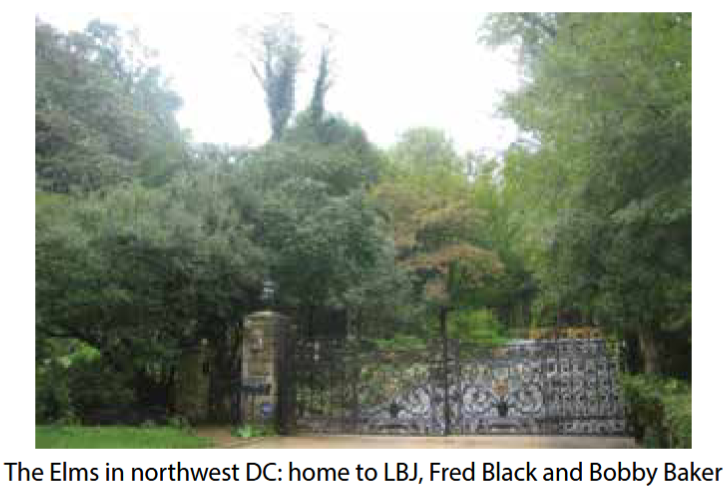 The Elms in northwest DC: home to LBJ, Fred Black and Bobby Baker